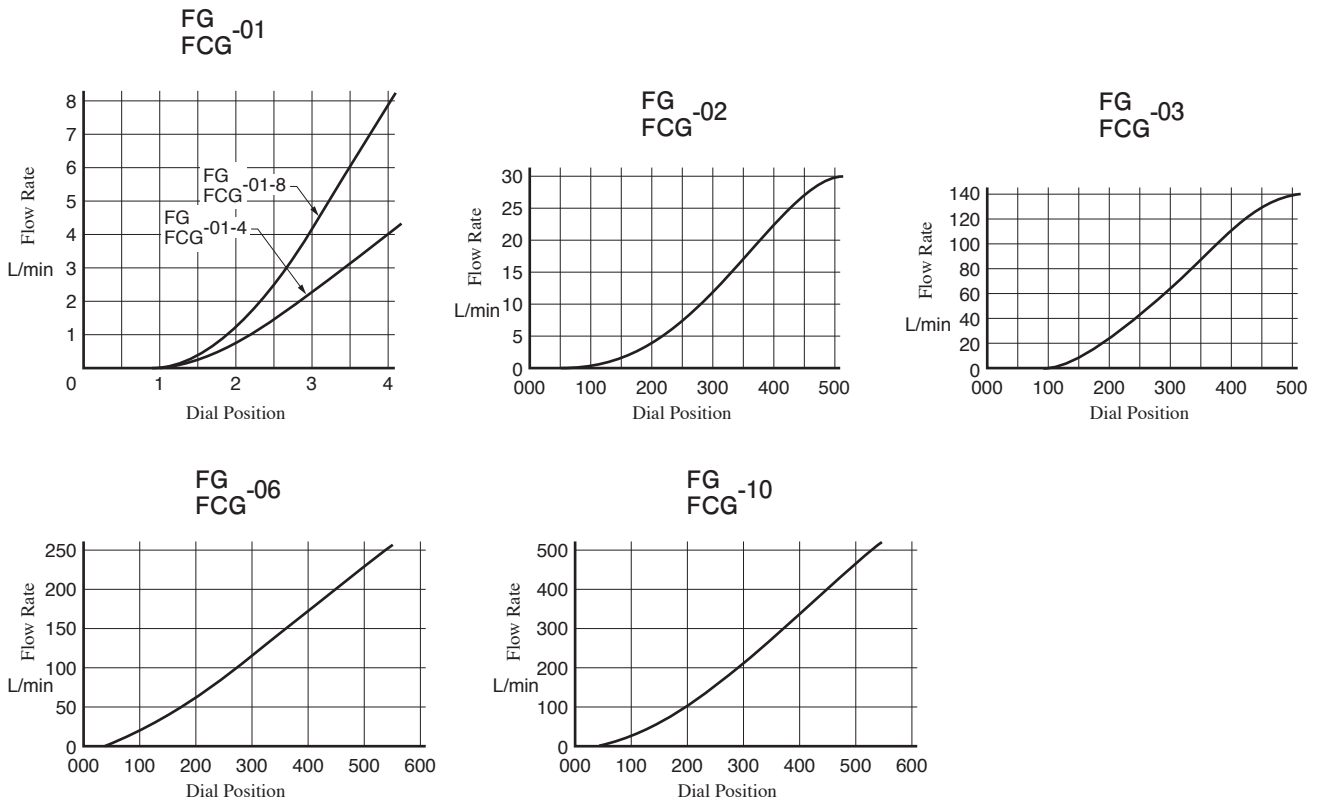 FG
FCG -01
8
7
6
5
4
3
2
1
0 1 2 3 4
Flow Rate
L/min
FG
FCG -01-8
FG
FCG -01-4
Dial Position
FG
FCG -02
30
25
20
15
10
5
0
Flow Rate
L/min
000 100 200 300 400 500
Dial Position
FG
FCG -03
140
120
100
80
60
40
20
0
Flow Rate
L/min
000 100 200 300 400 500
Dial Position
FG
FCG -06
250
200
150
100
50
0
Flow Rate
L/min
000 100 200 300 400 500 600
Dial Position
FG
FCG -10
500
400
300
200
100
0
Flow Rate
L/min
000 100 200 300 400 500 600
Dial Position